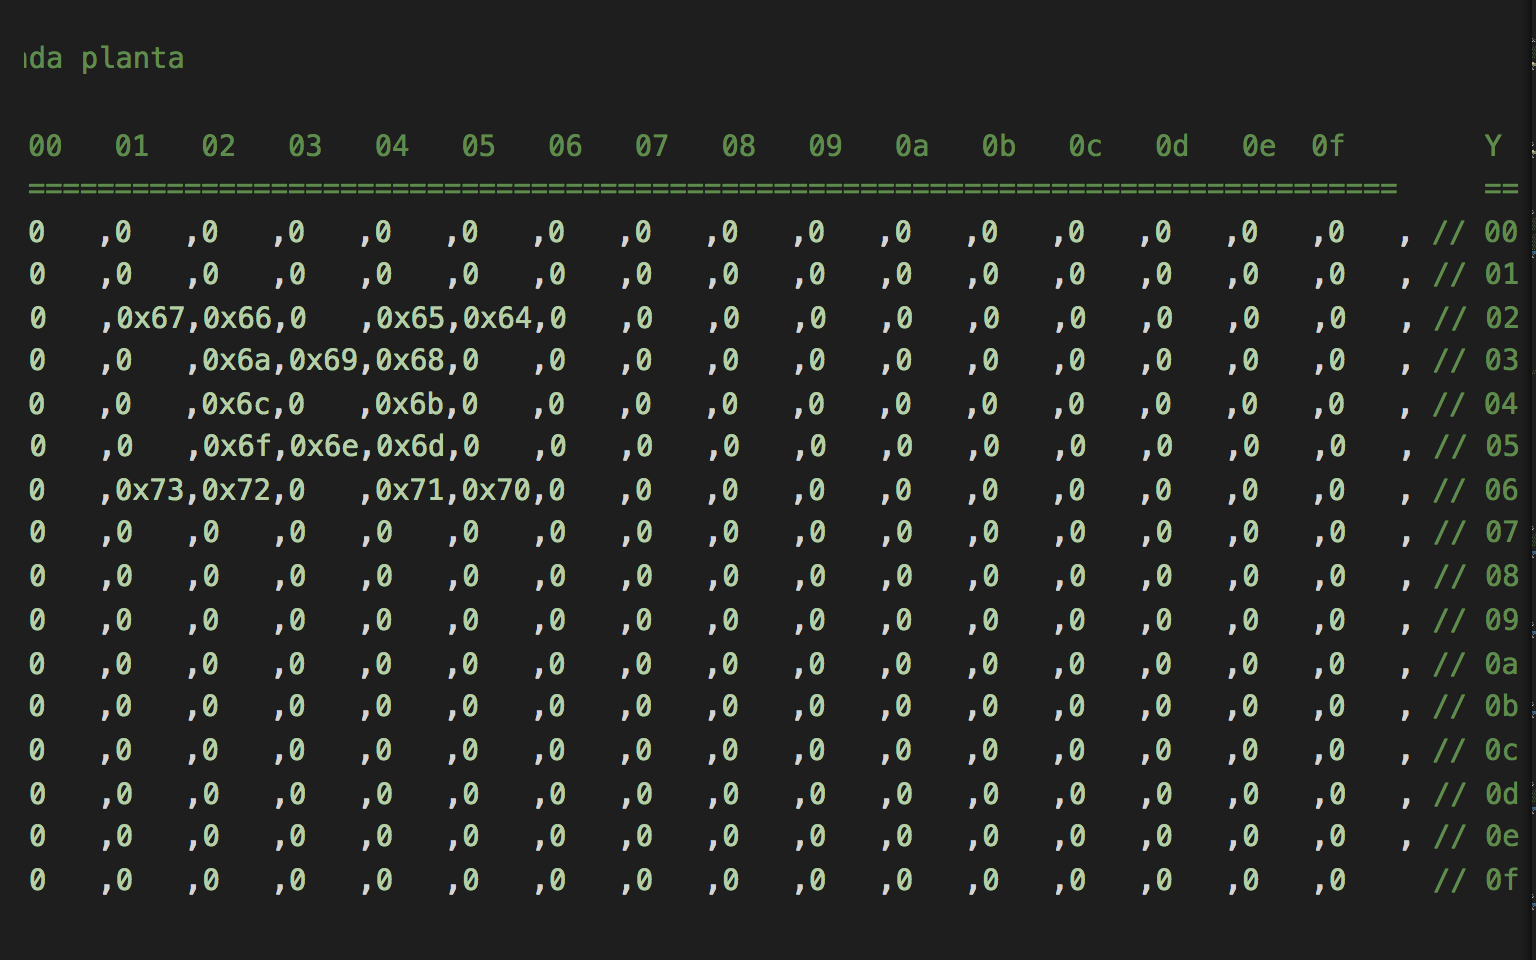 da planta
00   01   02   03   04   05   06   07   08   09   0a   0b   0c   0d   0e  0f        Y
===============================================================================     ==
0   ,0   ,0   ,0   ,0   ,0   ,0   ,0   ,0   ,0   ,0   ,0   ,0   ,0   ,0   ,0   , // 00
0   ,0   ,0   ,0   ,0   ,0   ,0   ,0   ,0   ,0   ,0   ,0   ,0   ,0   ,0   ,0   , // 01
0   ,0x67,0x66,0   ,0x65,0x64,0   ,0   ,0   ,0   ,0   ,0   ,0   ,0   ,0   ,0   , // 02
0   ,0   ,0x6a,0x69,0x68,0   ,0   ,0   ,0   ,0   ,0   ,0   ,0   ,0   ,0   ,0   , // 03
0   ,0   ,0x6c,0   ,0x6b,0   ,0   ,0   ,0   ,0   ,0   ,0   ,0   ,0   ,0   ,0   , // 04
0   ,0   ,0x6f,0x6e,0x6d,0   ,0   ,0   ,0   ,0   ,0   ,0   ,0   ,0   ,0   ,0   , // 05
0   ,0x73,0x72,0   ,0x71,0x70,0   ,0   ,0   ,0   ,0   ,0   ,0   ,0   ,0   ,0   , // 06
0   ,0   ,0   ,0   ,0   ,0   ,0   ,0   ,0   ,0   ,0   ,0   ,0   ,0   ,0   ,0   , // 07
0   ,0   ,0   ,0   ,0   ,0   ,0   ,0   ,0   ,0   ,0   ,0   ,0   ,0   ,0   ,0   , // 08
0   ,0   ,0   ,0   ,0   ,0   ,0   ,0   ,0   ,0   ,0   ,0   ,0   ,0   ,0   ,0   , // 09
0   ,0   ,0   ,0   ,0   ,0   ,0   ,0   ,0   ,0   ,0   ,0   ,0   ,0   ,0   ,0   , // 0a
0   ,0   ,0   ,0   ,0   ,0   ,0   ,0   ,0   ,0   ,0   ,0   ,0   ,0   ,0   ,0   , // 0b
0   ,0   ,0   ,0   ,0   ,0   ,0   ,0   ,0   ,0   ,0   ,0   ,0   ,0   ,0   ,0   , // 0c
0   ,0   ,0   ,0   ,0   ,0   ,0   ,0   ,0   ,0   ,0   ,0   ,0   ,0   ,0   ,0   , // 0d
0   ,0   ,0   ,0   ,0   ,0   ,0   ,0   ,0   ,0   ,0   ,0   ,0   ,0   ,0   ,0   , // 0e
0   ,0   ,0   ,0   ,0   ,0   ,0   ,0   ,0   ,0   ,0   ,0   ,0   ,0   ,0   ,0     // 0f